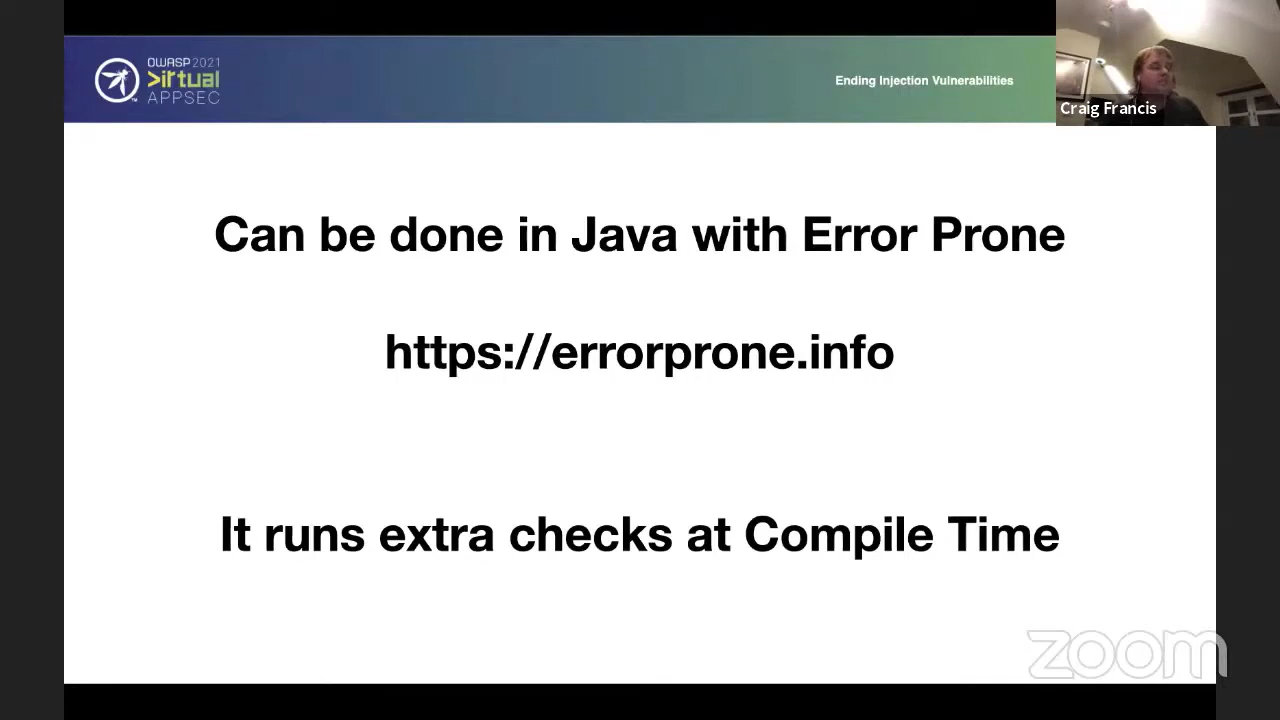 OWASP 2021
>irtual
APPSEC
Ending Injection Vulnerabilities
Craig Francis
Can be done in Java with Error Prone
https://errorprone.info
It runs extra checks at Compile Time
zoom